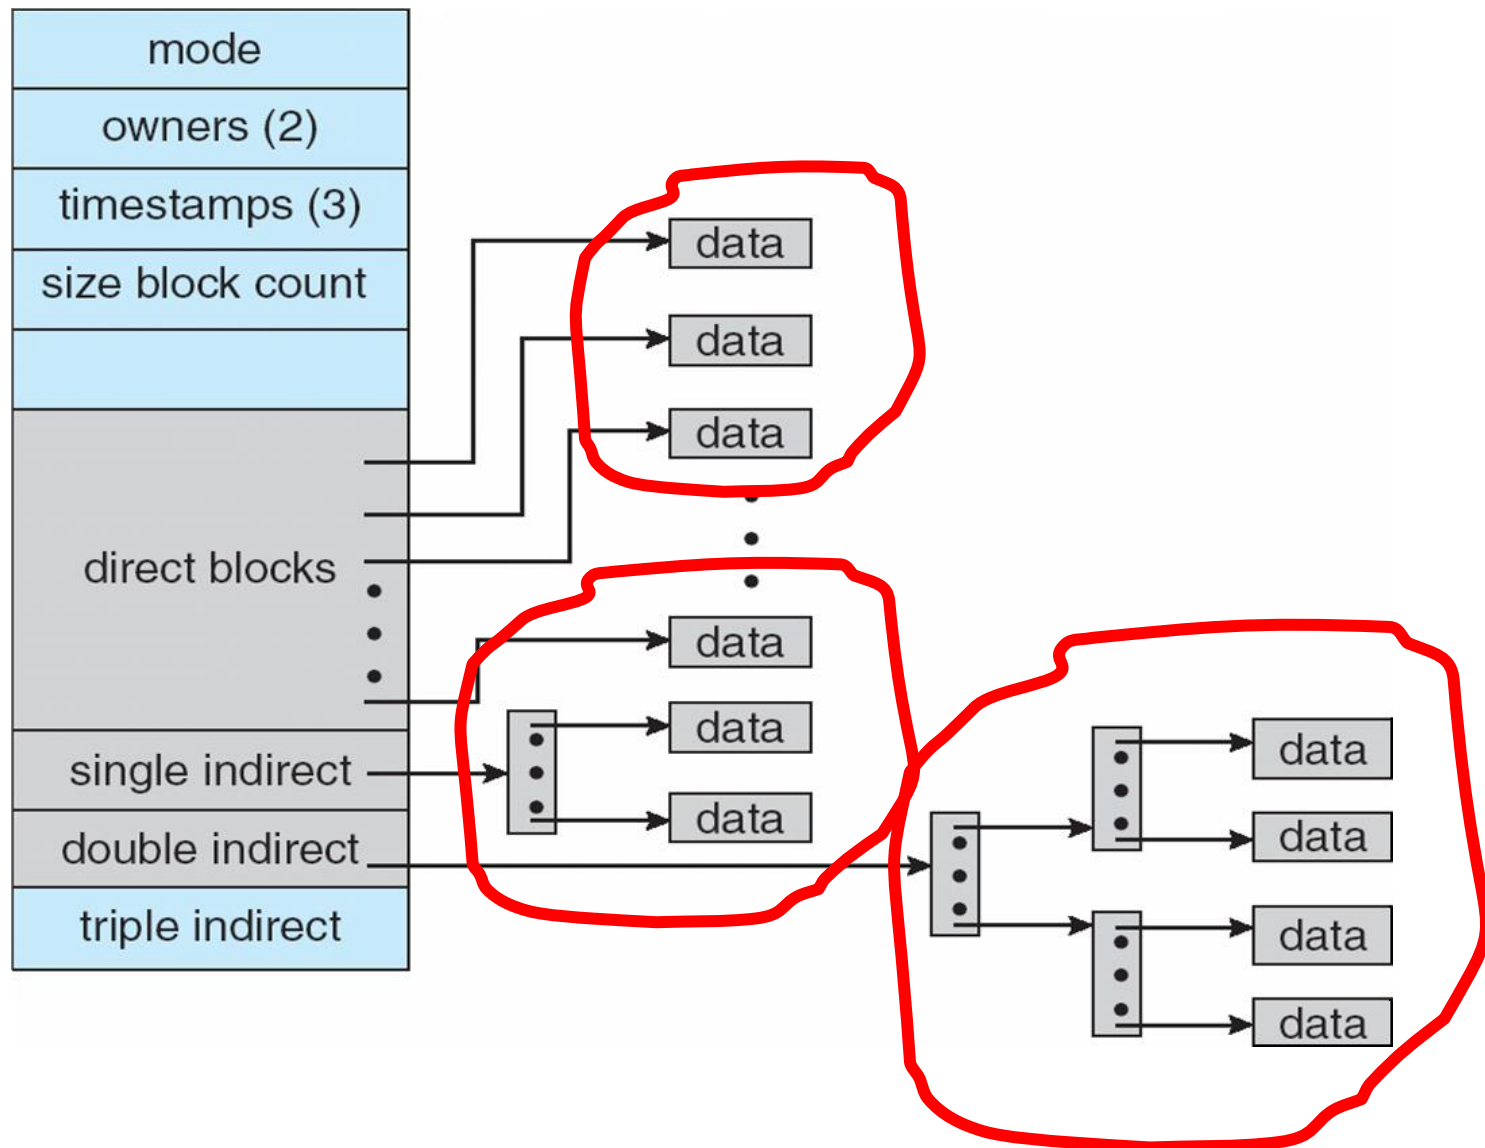 mode
owners (2)
timestamps (3)
size block count
direct blocks
single indirect
double indirect
triple indirect
data
data
data
data
data
data
data
data
data
data